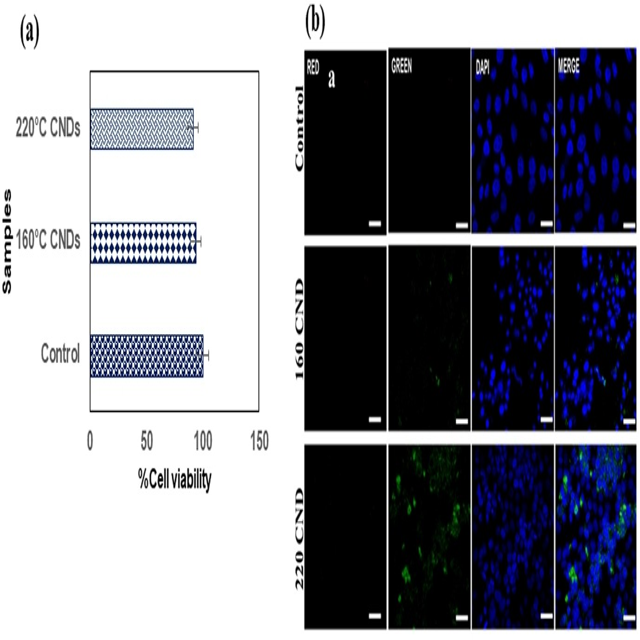 (a)
Samples
220°C CNDs
160°C CNDs
Control
0 50 100 150
%Cell viability
(b)
RED GREEN DAPI MERGE
a
Control
160 CND
220 CND